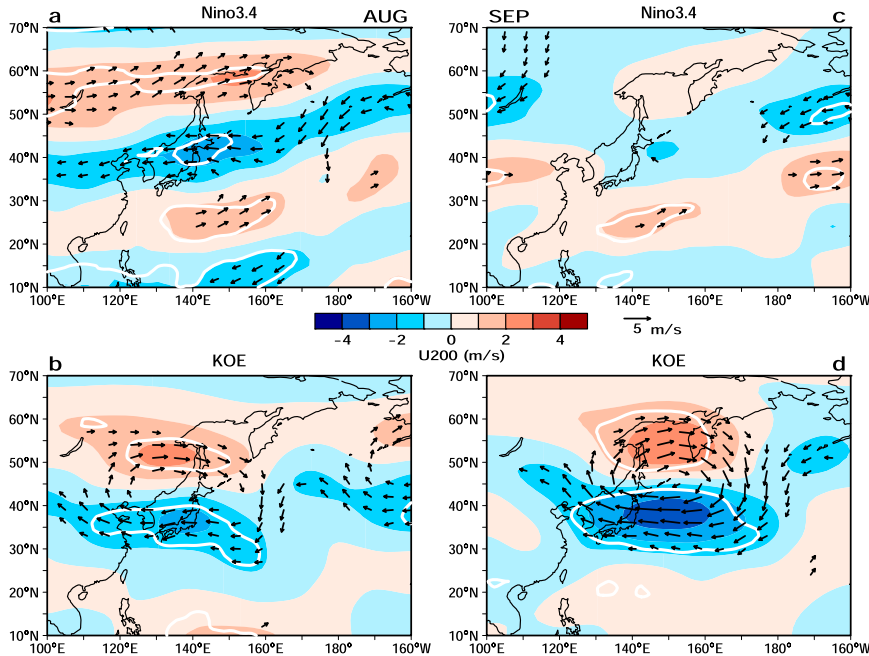 a Nino3.4 AUG
SEP Nino3.4 c
70°N
60°N
50°N
40°N
30°N
20°N
10°N
100°E 120°E 140°E 160°E 180° 160°W
70°N
60°N
50°N
40°N
30°N
20°N
10°N
100°E 120°E 140°E 160°E 180° 160°W
-4 -2 0 2 4
U200 (m/s)
5 m/s
b KOE
KOE d
70°N
60°N
50°N
40°N
30°N
20°N
10°N
100°E 120°E 140°E 160°E 180° 160°W
70°N
60°N
50°N
40°N
30°N
20°N
10°N
100°E 120°E 140°E 160°E 180° 160°W